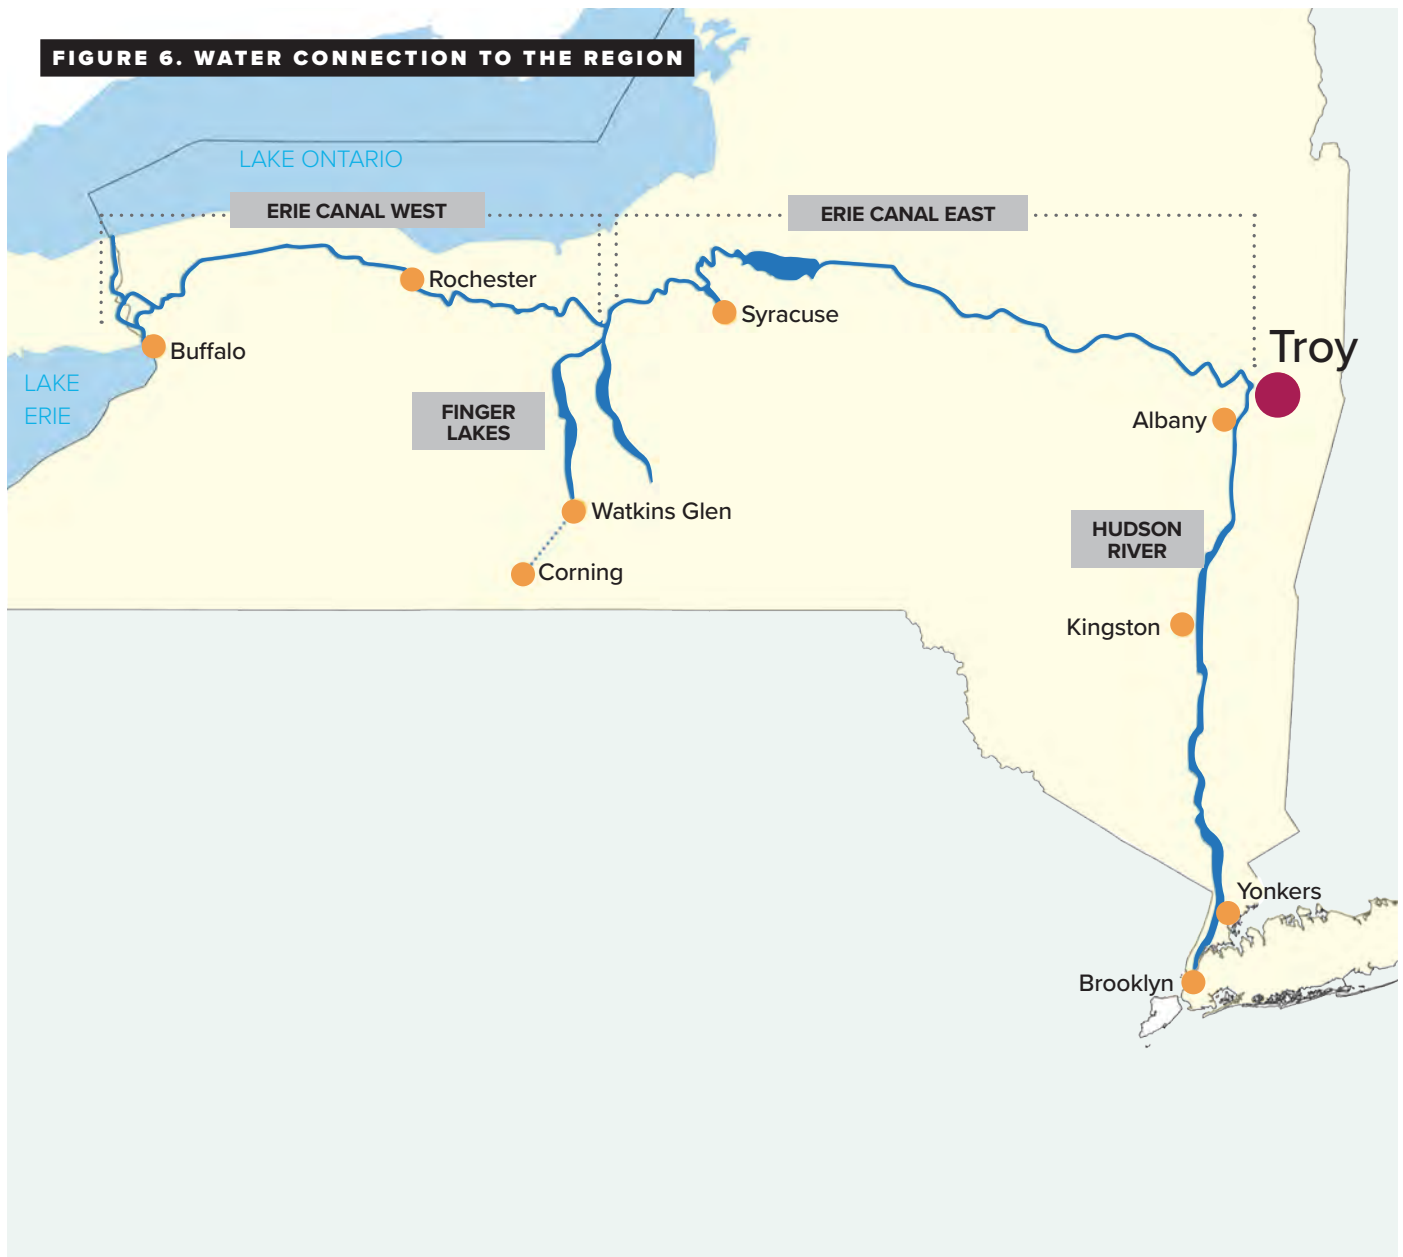 FIGURE 6. WATER CONNECTION TO THE REGION
LAKE ONTARIO
ERIE CANAL WEST
ERIE CANAL EAST
Rochester
Syracuse
Buffalo
Troy
LAKE
ERIE
FINGER
LAKES
Albany
Watkins Glen
HUDSON
RIVER
Corning
Kingston
Yonkers
Brooklyn